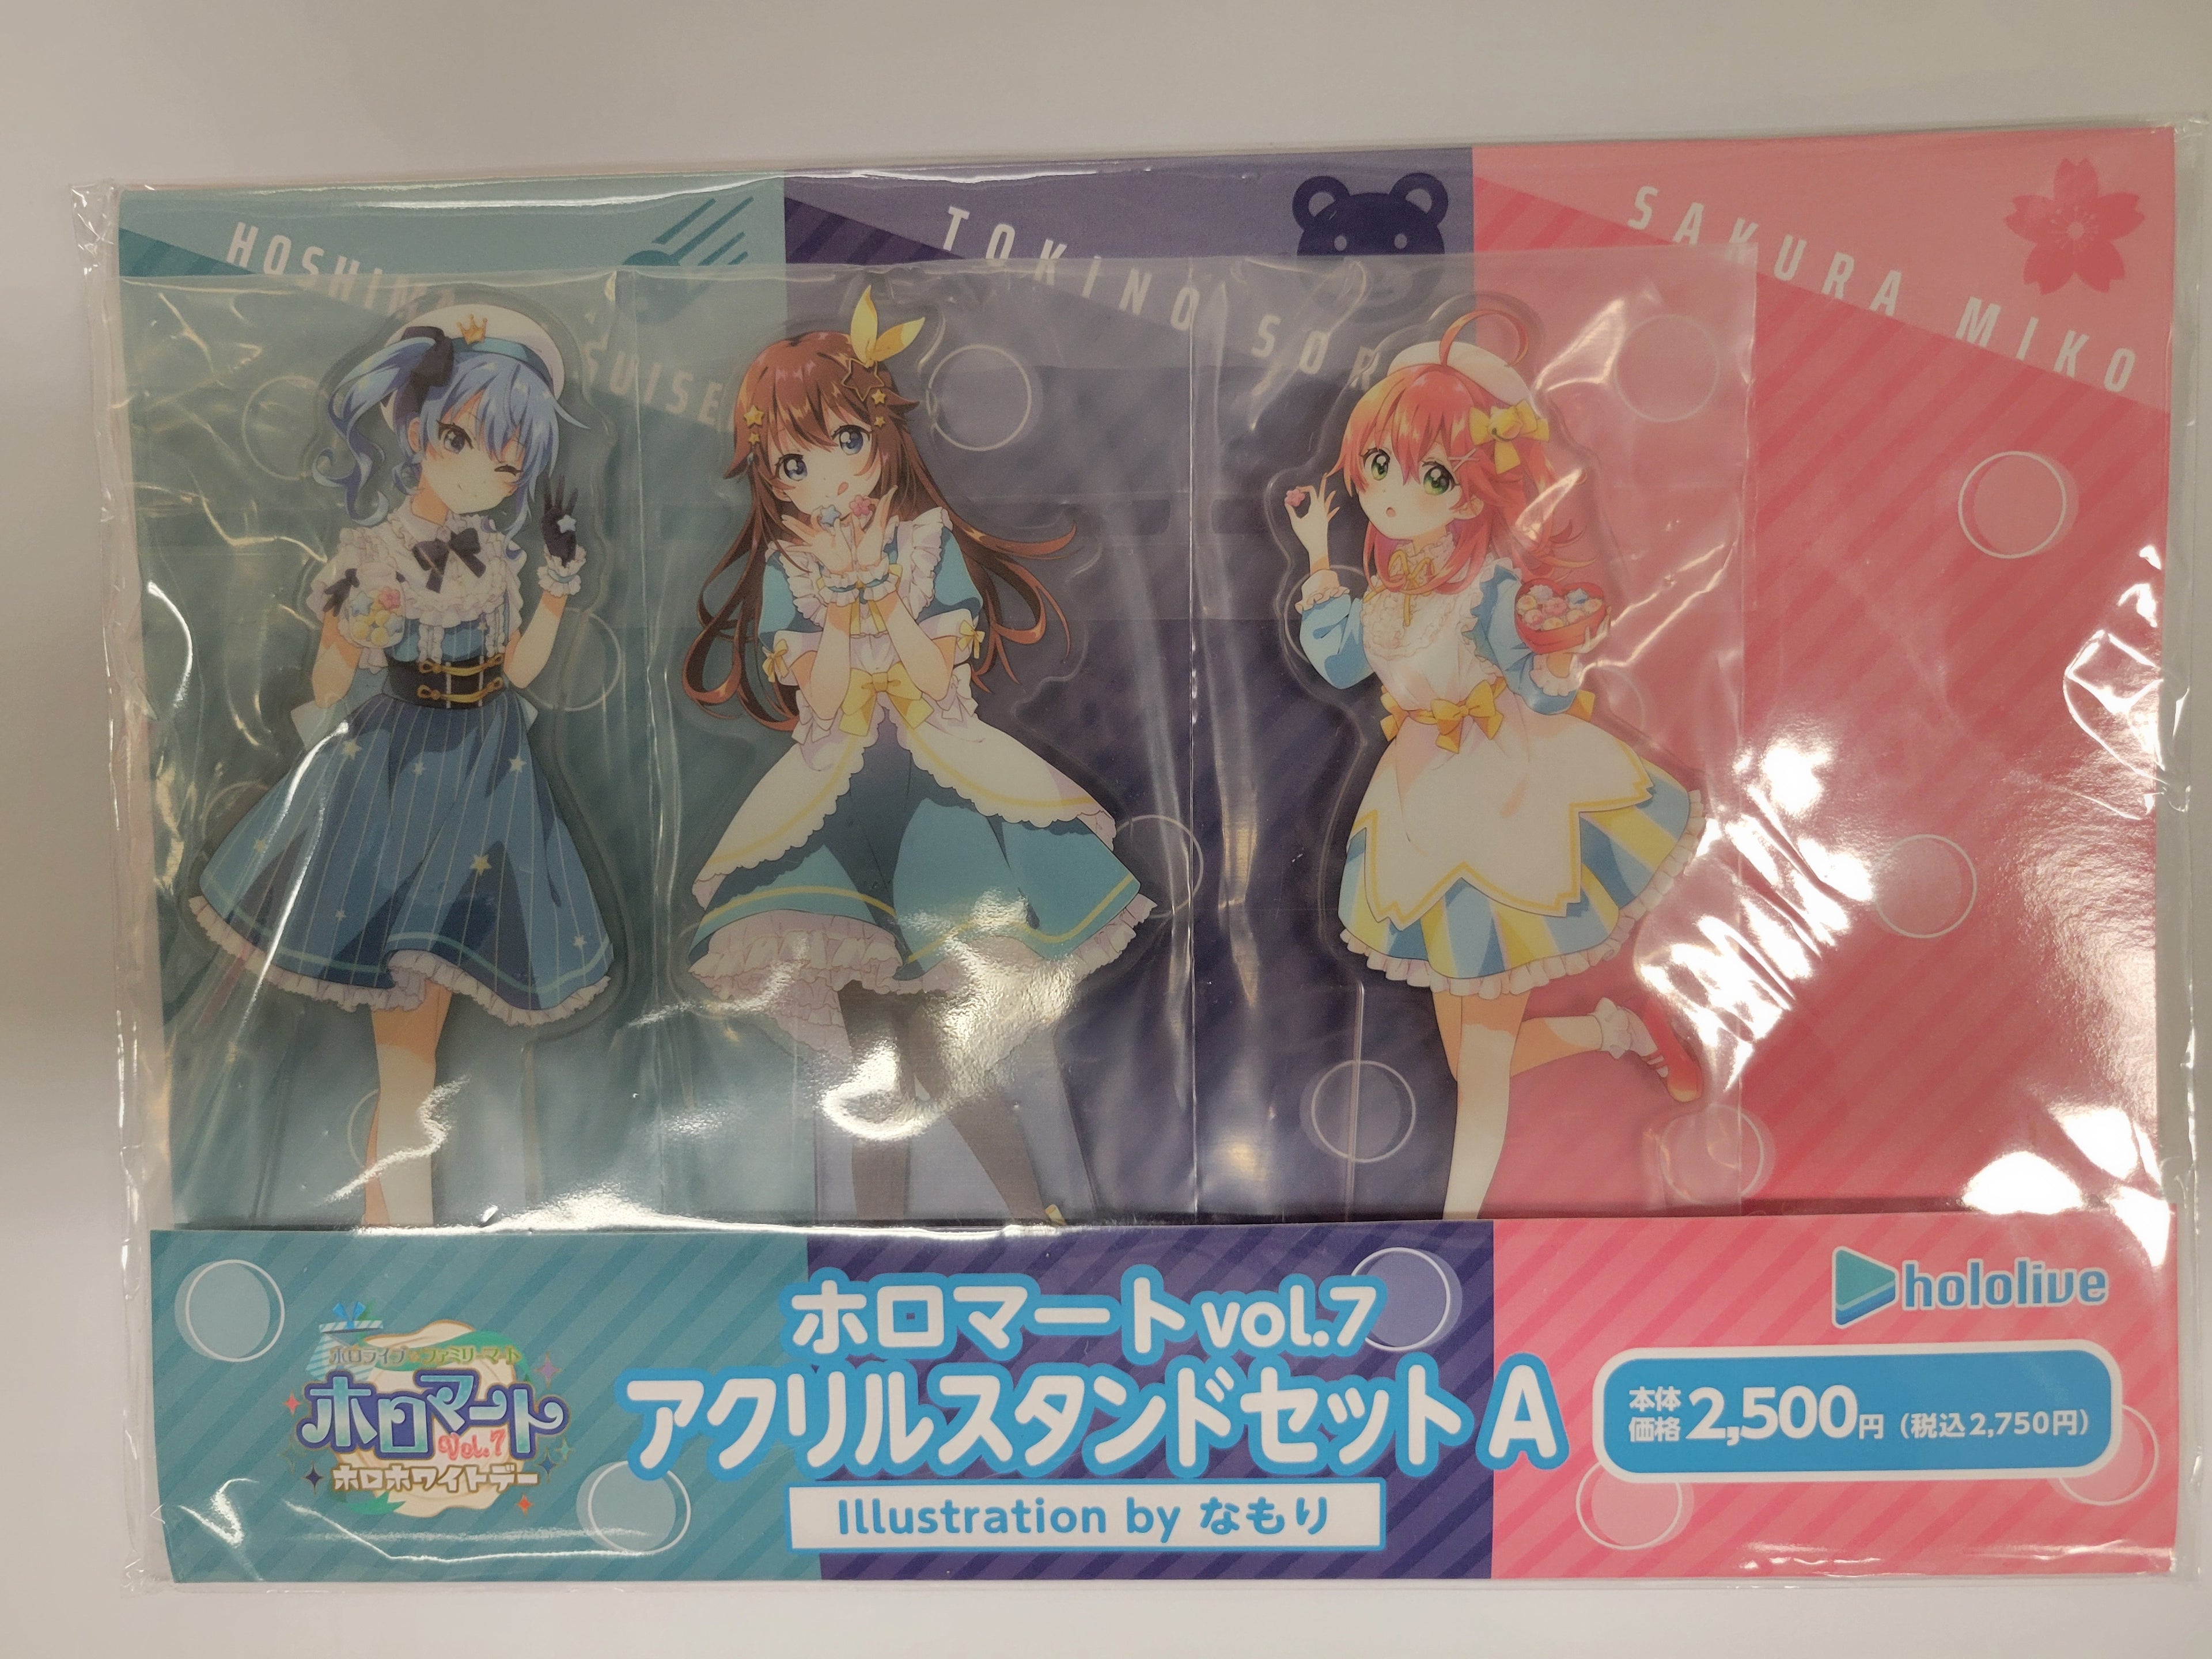 HOSHIMA
SUISE
TOKINO SOR
SAKURA MIKO
ホロライブ×ファミリーマート
ホロマート
Vol.7
ホロホワイトデー
ホロマートvol.7
アクリルスタンドセットA
Illustration by なもり
hololive
本体
価格 2,500円(税込2,750円)